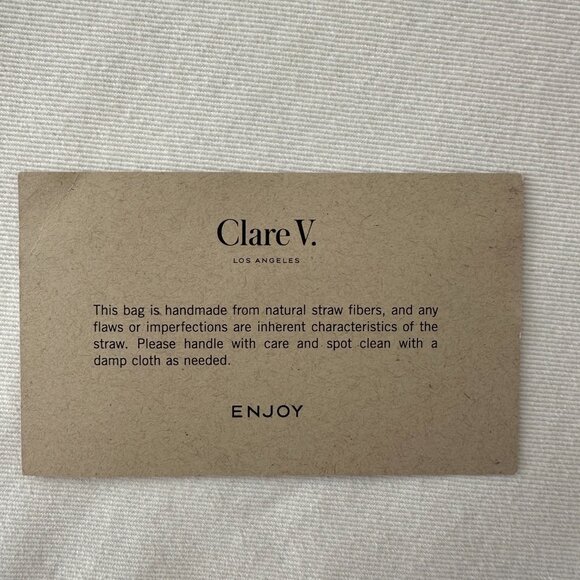 Clare V.
LOS ANGELES
This bag is handmade from natural straw fibers, and any
flaws or imperfections are inherent characteristics of the
straw. Please handle with care and spot clean with a
damp cloth as needed.
ENJOY